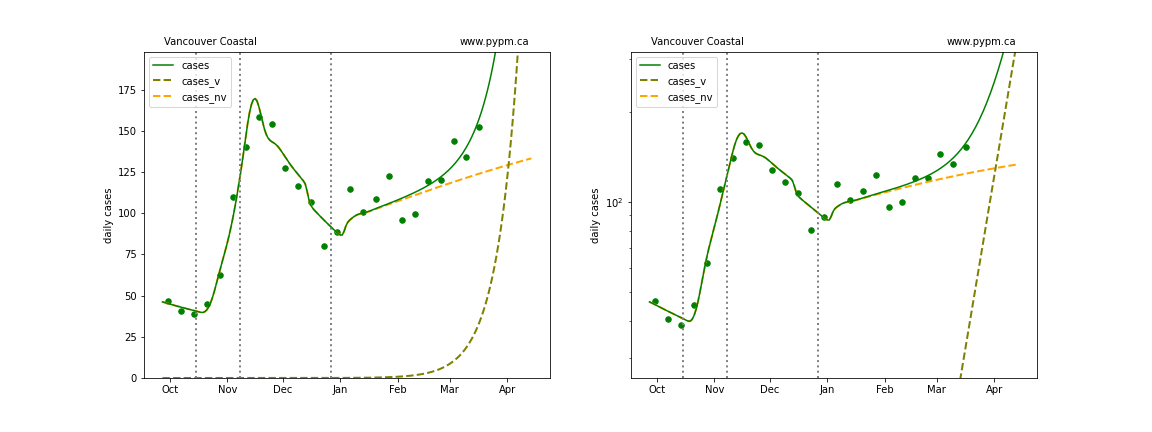 Vancouver Coastal www.pypm.ca
cases
cases_v
cases_nv
daily cases
175
150
125
100
75
50
25
0
Oct Nov Dec Jan Feb Mar Apr
Vancouver Coastal www.pypm.ca
cases
cases_v
cases_nv
daily cases
10²
Oct Nov Dec Jan Feb Mar Apr